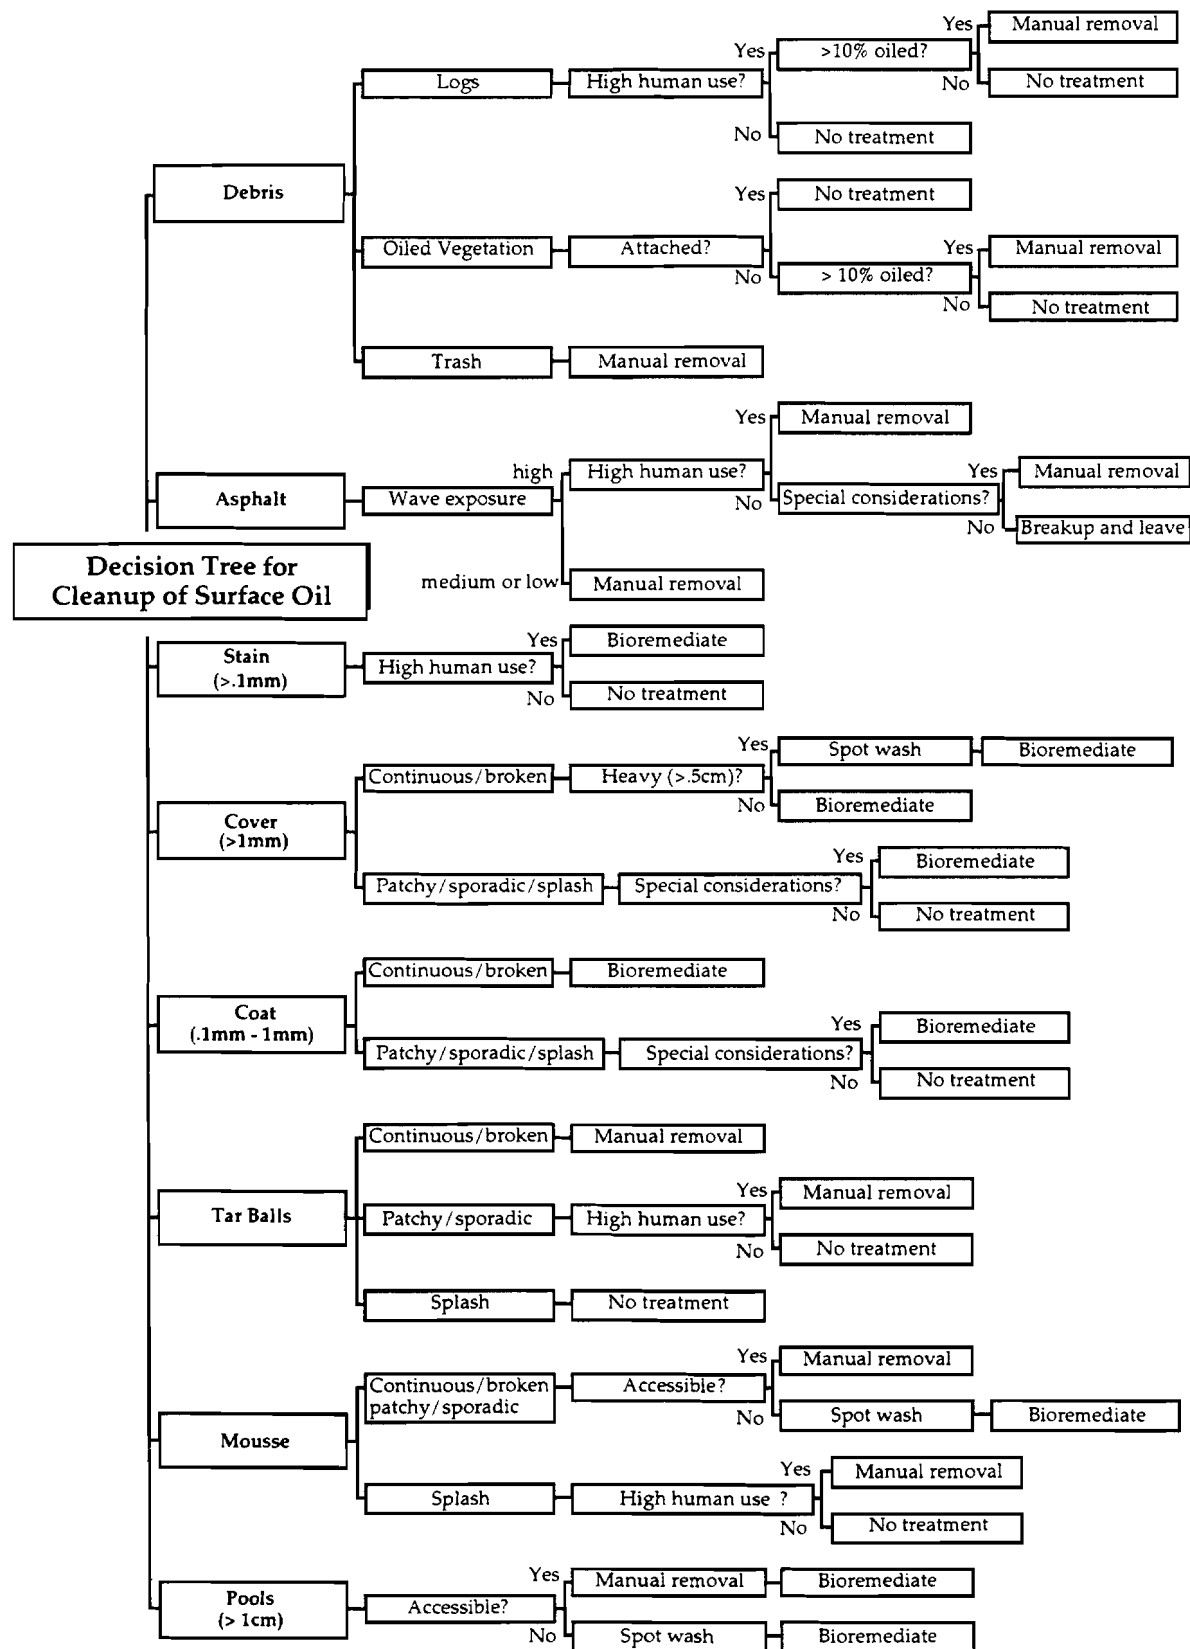 Yes
Manual removal
Yes
>10% oiled?
Logs
High human use?
No
No treatment
No
No treatment
Debris
Yes
No treatment
Oiled Vegetation
Attached?
Yes
Manual removal
No
> 10% oiled?
No
No treatment
Trash
Manual removal
Yes
Manual removal
high
High human use?
Yes
Manual removal
Asphalt
Wave exposure
No
Special considerations?
No
Breakup and leave
Decision Tree for
Cleanup of Surface Oil
medium or low
Manual removal
Yes
Bioremediate
Stain
(>.1mm)
High human use?
No
No treatment
Yes
Spot wash
Bioremediate
Continuous/broken
Heavy (>.5cm)?
No
Bioremediate
Cover
(>1mm)
Yes
Bioremediate
Patchy/sporadic/splash
Special considerations?
No
No treatment
Continuous/broken
Bioremediate
Coat
(.1mm - 1mm)
Yes
Bioremediate
Patchy/sporadic/splash
Special considerations?
No
No treatment
Continuous/broken
Manual removal
Yes
Manual removal
Tar Balls
Patchy/sporadic
High human use?
No
No treatment
Splash
No treatment
Yes
Manual removal
Continuous/broken
patchy/sporadic
Accessible?
No
Spot wash
Bioremediate
Mousse
Yes
Manual removal
Splash
High human use ?
No
No treatment
Yes
Manual removal
Bioremediate
Pools
(> 1cm)
Accessible?
No
Spot wash
Bioremediate